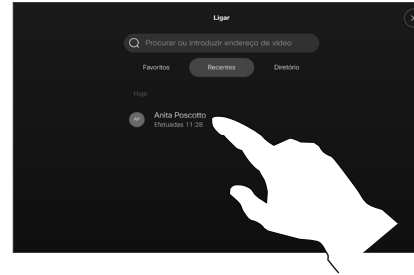 Ligar
Procurar ou introduzir endereço de vídeo
Favoritos
Recentes
Diretório
Hoje
AP
Anita Poscotto
Efetuadas 11:28